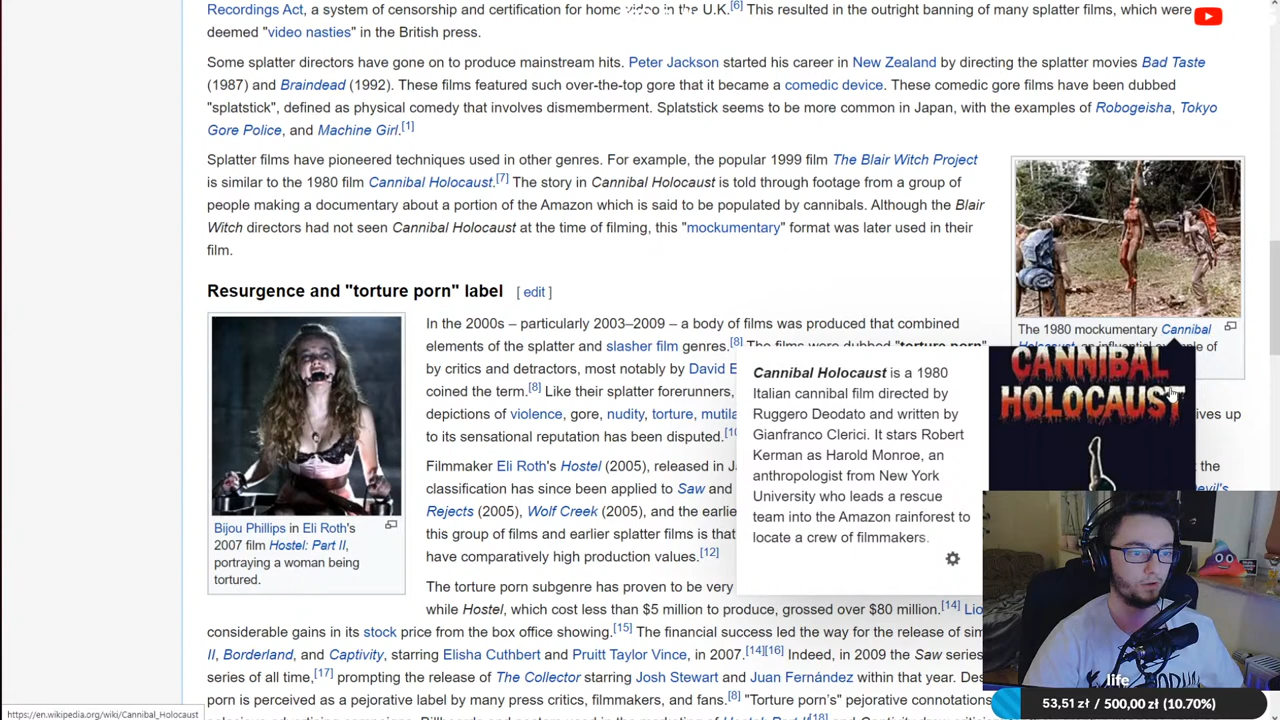 Recordings Act, a system of censorship and certification for home video in the U.K.[6] This resulted in the outright banning of many splatter films, which were
deemed "video nasties" in the British press.
Some splatter directors have gone on to produce mainstream hits. Peter Jackson started his career in New Zealand by directing the splatter movies Bad Taste
(1987) and Braindead (1992). These films featured such over-the-top gore that it became a comedic device. These comedic gore films have been dubbed
"splatstick", defined as physical comedy that involves dismemberment. Splatstick seems to be more common in Japan, with the examples of Robogeisha, Tokyo
Gore Police, and Machine Girl.[1]
Splatter films have pioneered techniques used in other genres. For example, the popular 1999 film The Blair Witch Project
is similar to the 1980 film Cannibal Holocaust.[7] The story in Cannibal Holocaust is told through footage from a group of
people making a documentary about a portion of the Amazon which is said to be populated by cannibals. Although the Blair
Witch directors had not seen Cannibal Holocaust at the time of filming, this "mockumentary" format was later used in their
film.
The 1980 mockumentary Cannibal
of
Resurgence and "torture porn" label [ edit ]
Bijou Phillips in Eli Roth's
2007 film Hostel: Part II,
portraying a woman being
tortured.
In the 2000s – particularly 2003–2009 – a body of films was produced that combined
elements of the splatter and slasher film genres.[8] The films were dubbed "torture porn"
by critics and detractors, most notably by David E
coined the term.[8] Like their splatter forerunners,
depictions of violence, gore, nudity, torture, mutila
to its sensational reputation has been disputed.
ives up
Filmmaker Eli Roth's Hostel (2005), released in Ja
the
classification has since been applied to Saw and
Rejects (2005), Wolf Creek (2005), and the earlie
this group of films and earlier splatter films is that
have comparatively high production values.[12]
The torture porn subgenre has proven to be very
while Hostel, which cost less than $5 million to produce, grossed over $80 million.[14] Lio
considerable gains in its stock price from the box office showing.[15] The financial success led the way for the release of sim
II, Borderland, and Captivity, starring Elisha Cuthbert and Pruitt Taylor Vince, in 2007.[14][16] Indeed, in 2009 the Saw series
series of all time,[17] prompting the release of The Collector starring Josh Stewart and Juan Fernández within that year. Des
porn is perceived as a pejorative label by many press critics, filmmakers, and fans.[8] "Torture porn's" pejorative connotations
Cannibal Holocaust is a 1980
Italian cannibal film directed by
Ruggero Deodato and written by
Gianfranco Clerici. It stars Robert
Kerman as Harold Monroe, an
anthropologist from New York
University who leads a rescue
team into the Amazon rainforest to
locate a crew of filmmakers.
CANNIBAL
HOLOCAUST
life
53,51 zł / 500,00 zł (10.70%)
https://en.wikipedia.org/wiki/Cannibal_Holocaust